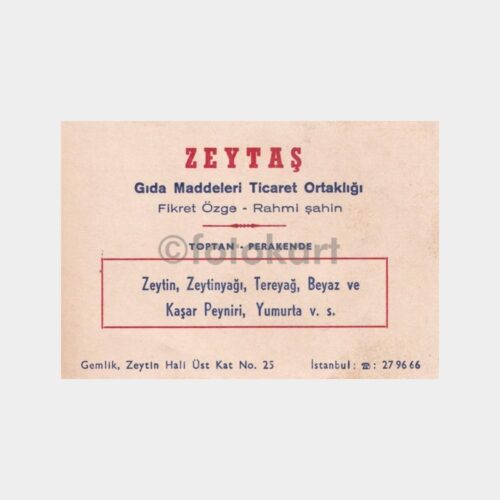 ZEYTAŞ
Gıda Maddeleri Ticaret Ortaklığı
Fikret Özge - Rahmi şahin
TOPTAN - PERAKENDE
©fotokart
Zeytin, Zeytinyağı, Tereyağ, Beyaz ve
Kaşar Peyniri, Yumurta v. s.
Gemlik, Zeytin Hali Üst Kat No. 25 İstanbul: ☎: 27 96 66